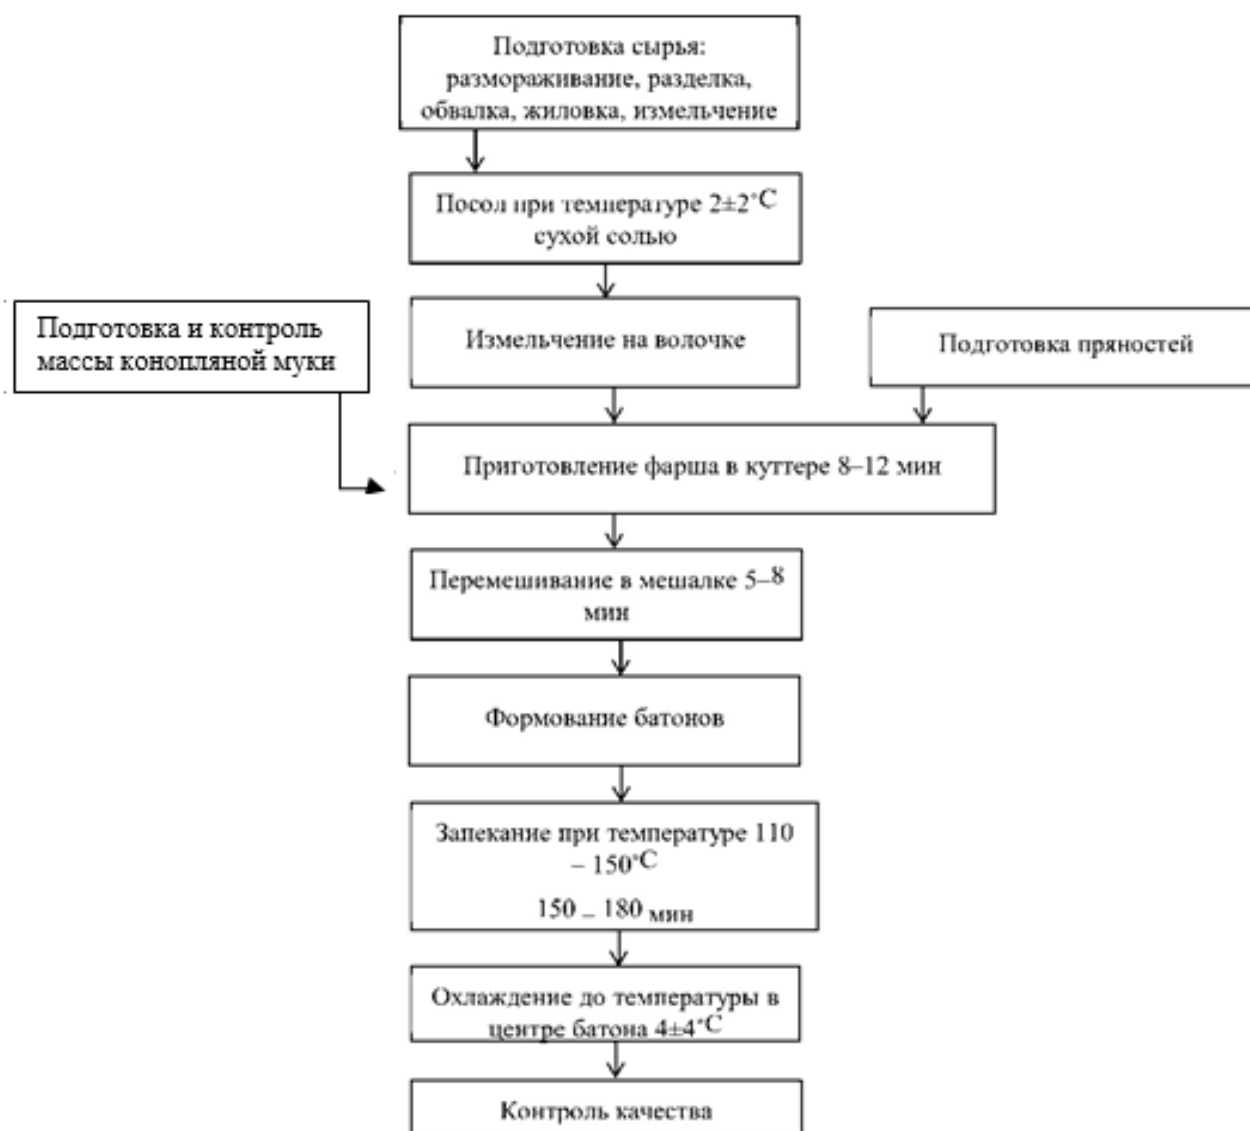 Подготовка сырья:
размораживание, разделка,
обвалка, жиловка, измельчение
Посол при температуре 2±2°С
сухой солью
Подготовка и контроль
массы конопляной муки
Измельчение на волочке
Подготовка пряностей
Приготовление фарша в куттере 8–12 мин
Перемешивание в мешалке 5–8
мин
Формование батонов
Запекание при температуре 110
– 150°С
150 – 180 мин
Охлаждение до температуры в
центре батона 4±4°С
Контроль качества